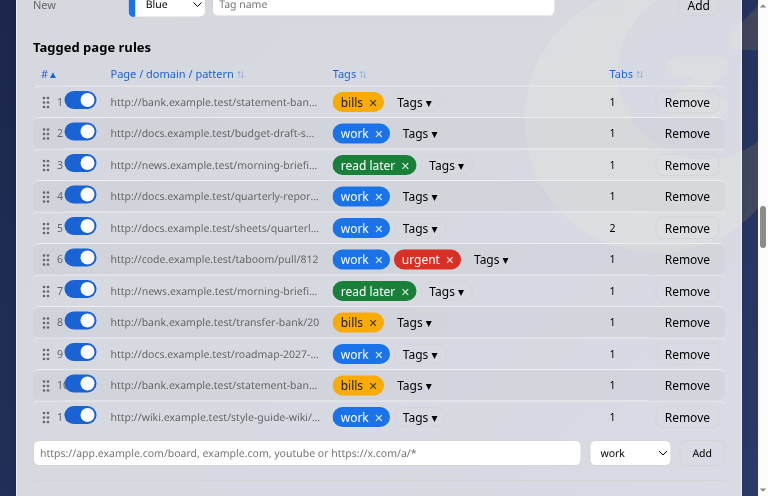 New Blue Tag name Add
Tagged page rules
#▲ Page / domain / pattern ↑↓ Tags ↑↓ Tabs ↑↓
1 http://bank.example.test/statement-ban... bills × Tags ▾ 1 Remove
2 http://docs.example.test/budget-draft-s... work × Tags ▾ 1 Remove
3 http://news.example.test/morning-briefi... read later × Tags ▾ 1 Remove
4 http://docs.example.test/quarterly-repor... work × Tags ▾ 1 Remove
5 http://docs.example.test/sheets/quarterl... work × Tags ▾ 2 Remove
6 http://code.example.test/taboom/pull/812 work × urgent × Tags ▾ 1 Remove
7 http://news.example.test/morning-briefi... read later × Tags ▾ 1 Remove
8 http://bank.example.test/transfer-bank/20 bills × Tags ▾ 1 Remove
9 http://docs.example.test/roadmap-2027-... work × Tags ▾ 1 Remove
http://bank.example.test/statement-ban... bills × Tags ▾ 1 Remove
http://wiki.example.test/style-guide-wiki/... work × Tags ▾ 1 Remove
https://app.example.com/board, example.com, youtube or https://x.com/a/* work Add